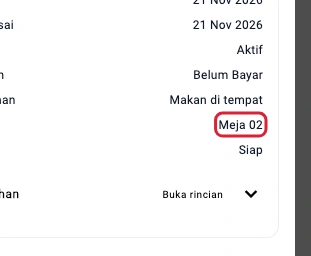 21 Nov 2026
sai 21 Nov 2026
Aktif
n Belum Bayar
nan Makan di tempat
Meja 02
Siap
han Buka rincian